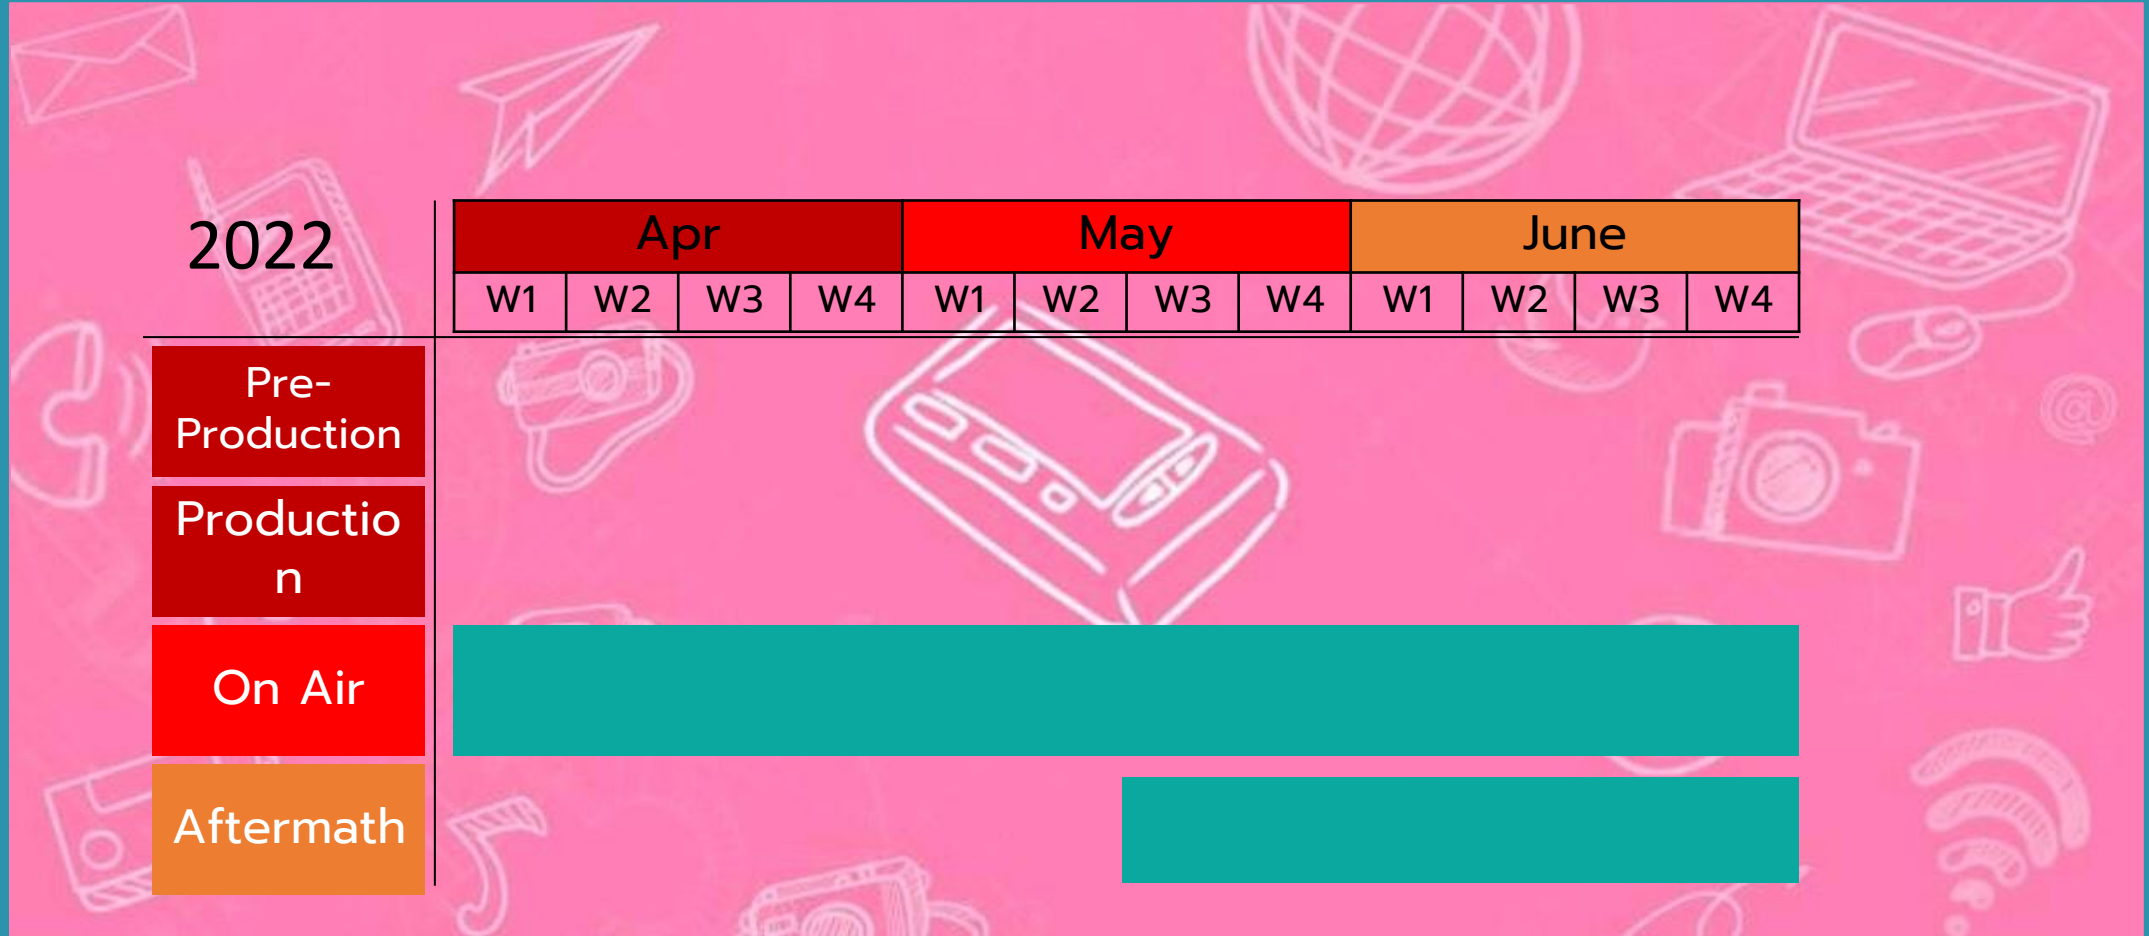 2022
Apr May June
W1 W2 W3 W4 W1 W2 W3 W4 W1 W2 W3 W4
Pre-
Production
Productio
n
On Air
Aftermath
@